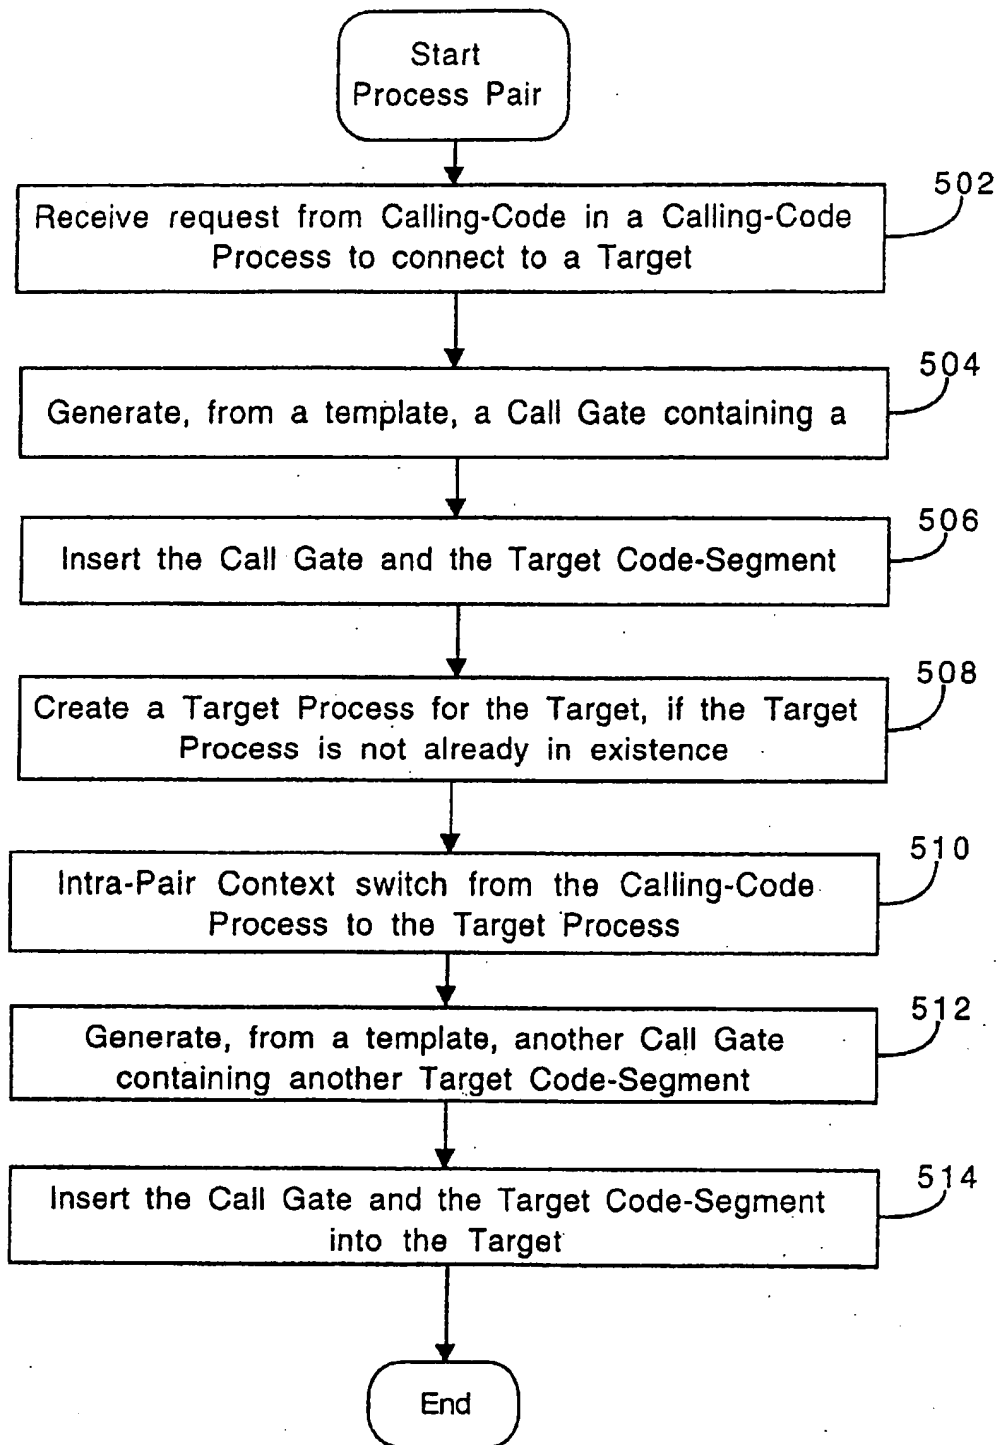 Start
Process Pair
502
Receive request from Calling-Code in a Calling-Code
Process to connect to a Target
504
Generate, from a template, a Call Gate containing a
506
Insert the Call Gate and the Target Code-Segment
508
Create a Target Process for the Target, if the Target
Process is not already in existence
510
Intra-Pair Context switch from the Calling-Code
Process to the Target Process
512
Generate, from a template, another Call Gate
containing another Target Code-Segment
514
Insert the Call Gate and the Target Code-Segment
into the Target
End